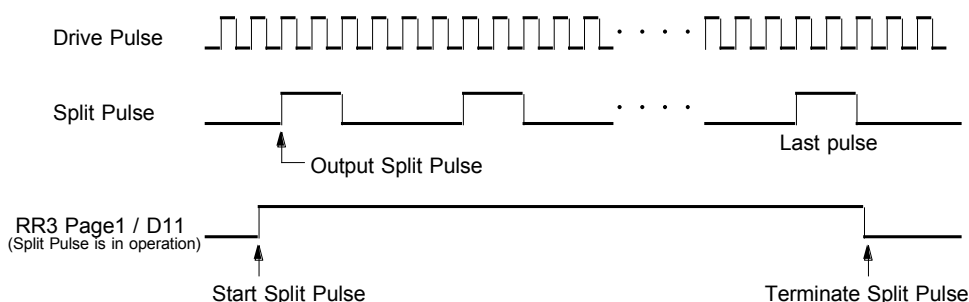 Drive Pulse
Split Pulse
Last pulse
Output Split Pulse
RR3 Page1 / D11
(Split Pulse is in operation)
Start Split Pulse
Terminate Split Pulse